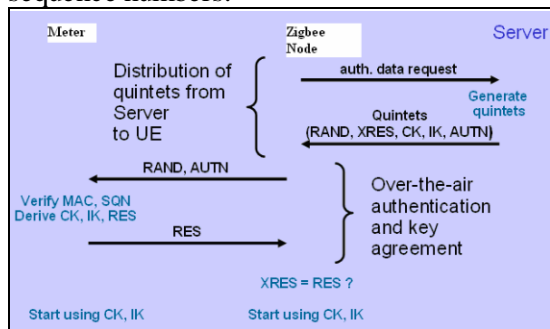 sequence numbers.
Meter
Zigbee
Node
Server
Distribution of
quintets from
Server
to UE
auth. data request
Generate
quintets
Quintets
(RAND, XRES, CK, IK, AUTN)
RAND, AUTN
Verify MAC, SQN
Derive CK, IK, RES
Over-the-air
authentication
and key
agreement
RES
XRES = RES ?
Start using CK, IK
Start using CK, IK